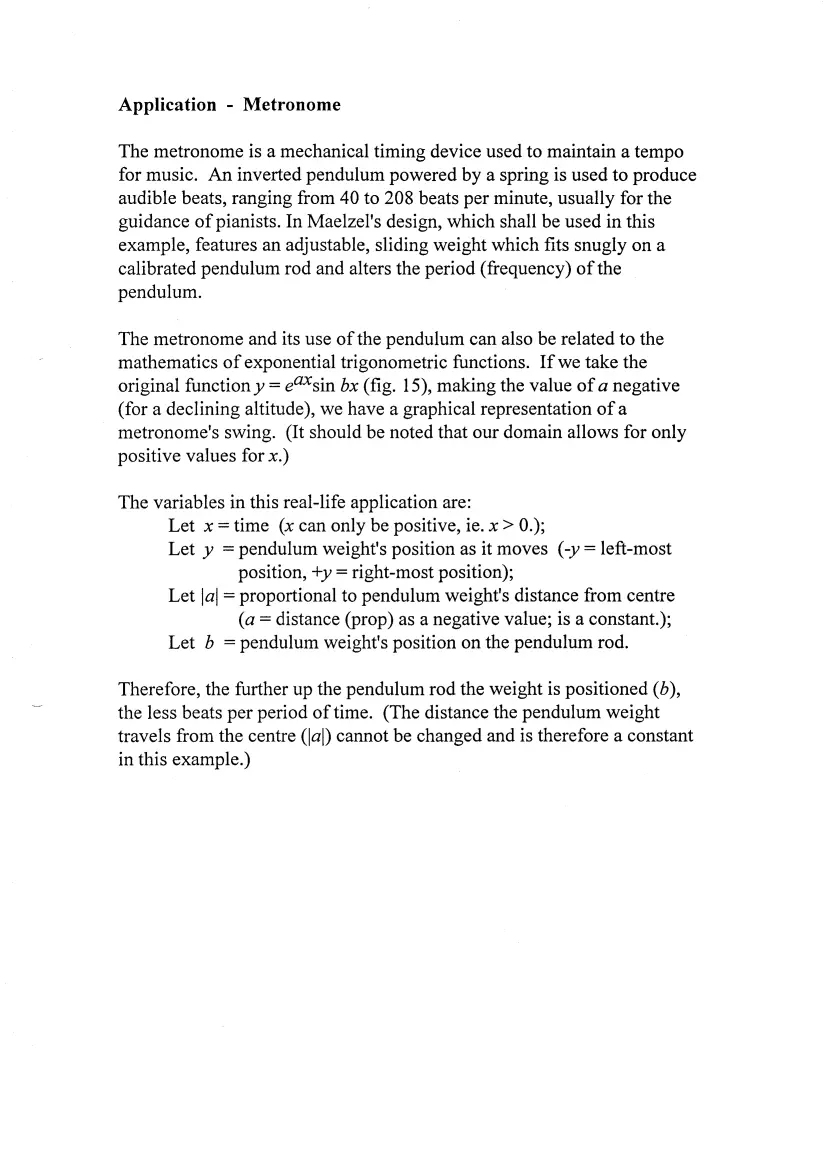 Application - Metronome
The metronome is a mechanical timing device used to maintain a tempo
for music. An inverted pendulum powered by a spring is used to produce
audible beats, ranging from 40 to 208 beats per minute, usually for the
guidance of pianists. In Maelzel's design, which shall be used in this
example, features an adjustable, sliding weight which fits snugly on a
calibrated pendulum rod and alters the period (frequency) of the
pendulum.
The metronome and its use of the pendulum can also be related to the
mathematics of exponential trigonometric functions. If we take the
original function y = e^{ax}sin bx (fig. 15), making the value of a negative
(for a declining altitude), we have a graphical representation of a
metronome's swing. (It should be noted that our domain allows for only
positive values for x.)
The variables in this real-life application are:
Let x = time (x can only be positive, ie. x > 0.);
Let y = pendulum weight's position as it moves (-y = left-most
position, +y = right-most position);
Let |a| = proportional to pendulum weight's distance from centre
(a = distance (prop) as a negative value; is a constant.);
Let b = pendulum weight's position on the pendulum rod.
Therefore, the further up the pendulum rod the weight is positioned (b),
the less beats per period of time. (The distance the pendulum weight
travels from the centre (|a|) cannot be changed and is therefore a constant
in this example.)